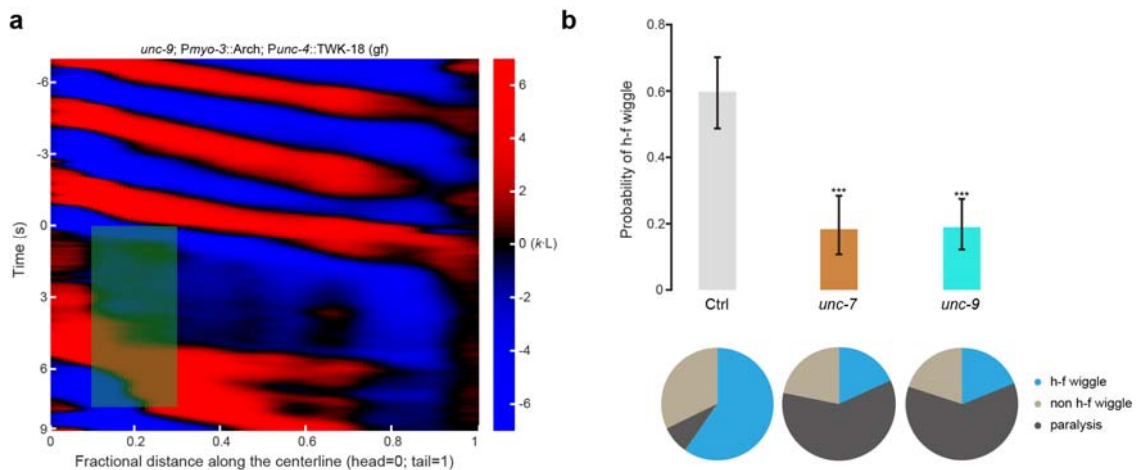 a
unc-9; Pmyo-3::Arch; Punc-4::TWK-18 (gf)
-6
-3
0
3
6
9
Time (s)
0
0.2
0.4
0.6
0.8
1
Fractional distance along the centerline (head=0; tail=1)
6
4
2
0 (k·L)
-2
-4
-6
b
0.8
0.6
0.4
0.2
0
Probability of h-f wiggle
***
***
Ctrl
unc-7
unc-9
h-f wiggle
non h-f wiggle
paralysis